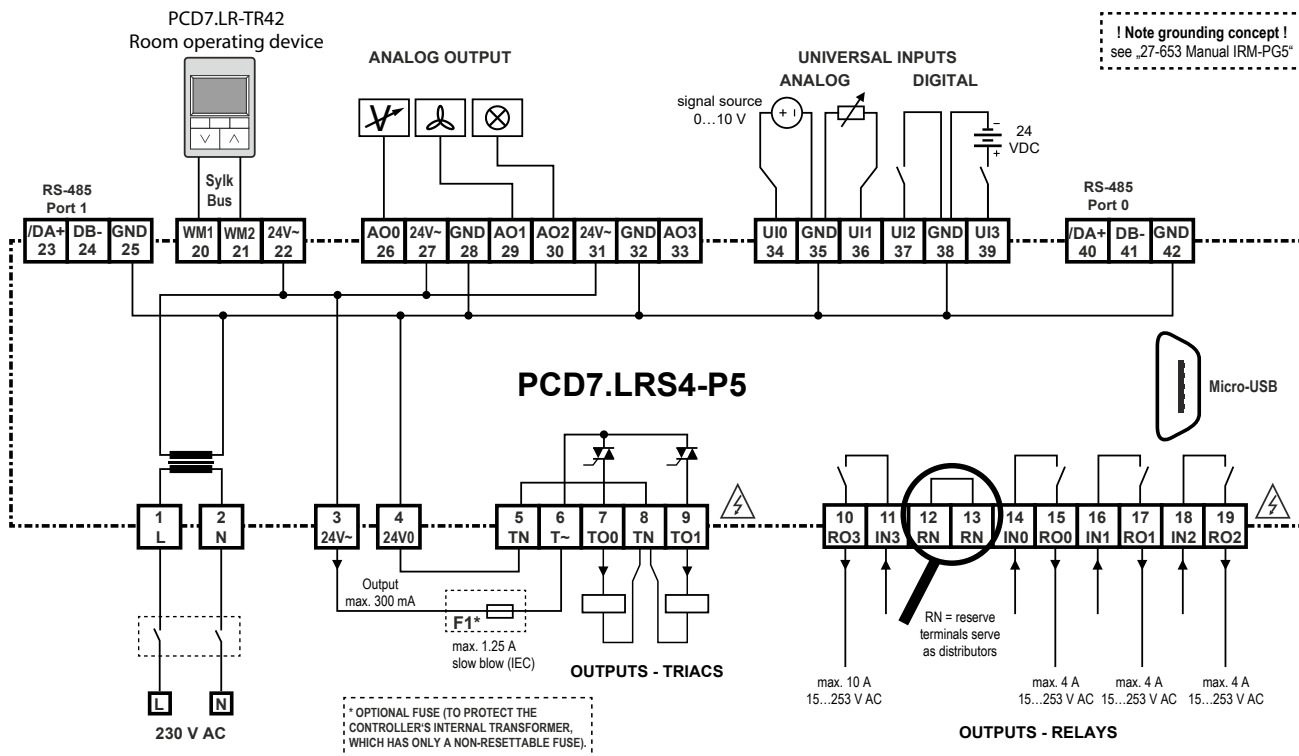 PCD7.LR-TR42
Room operating device
ANALOG OUTPUT
UNIVERSAL INPUTS
ANALOG
DIGITAL
! Note grounding concept !
see „27-653 Manual IRM-PG5“
signal source
0…10 V
+ I
–
24
VDC
+
Sylk
Bus
RS-485
Port 1
RS-485
Port 0
/DA+ DB- GND
23 24 25
WM1 WM2 24V~
20 21 22
AO0 24V~ GND AO1 AO2 24V~ GND AO3
26 27 28 29 30 31 32 33
UI0 GND UI1 UI2 GND UI3
34 35 36 37 38 39
/DA+ DB- GND
40 41 42
PCD7.LRS4-P5
Micro-USB
1 2 3 4 5 6 7 8 9
L N 24V~ 24V0 TN T~ TO0 TN TO1
10 11 12 13 14 15 16 17 18 19
RO3 IN3 RN RN IN0 RO0 IN1 RO1 IN2 RO2
Output
max. 300 mA
F1*
max. 1.25 A
slow blow (IEC)
OUTPUTS - TRIACS
RN = reserve
terminals serve
as distributors
max. 10 A
15…253 V AC
max. 4 A
15…253 V AC
max. 4 A
15…253 V AC
max. 4 A
15…253 V AC
OUTPUTS - RELAYS
L N
230 V AC
* OPTIONAL FUSE (TO PROTECT THE
CONTROLLER'S INTERNAL TRANSFORMER,
WHICH HAS ONLY A NON-RESETTABLE FUSE).